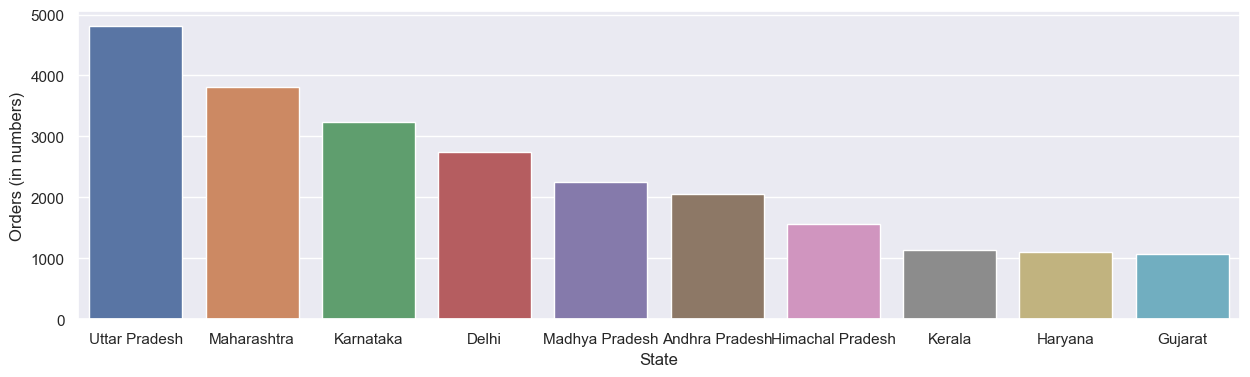 Orders (in numbers)
5000
4000
3000
2000
1000
0
Uttar Pradesh Maharashtra Karnataka Delhi Madhya Pradesh Andhra Pradesh Himachal Pradesh Kerala Haryana Gujarat
State